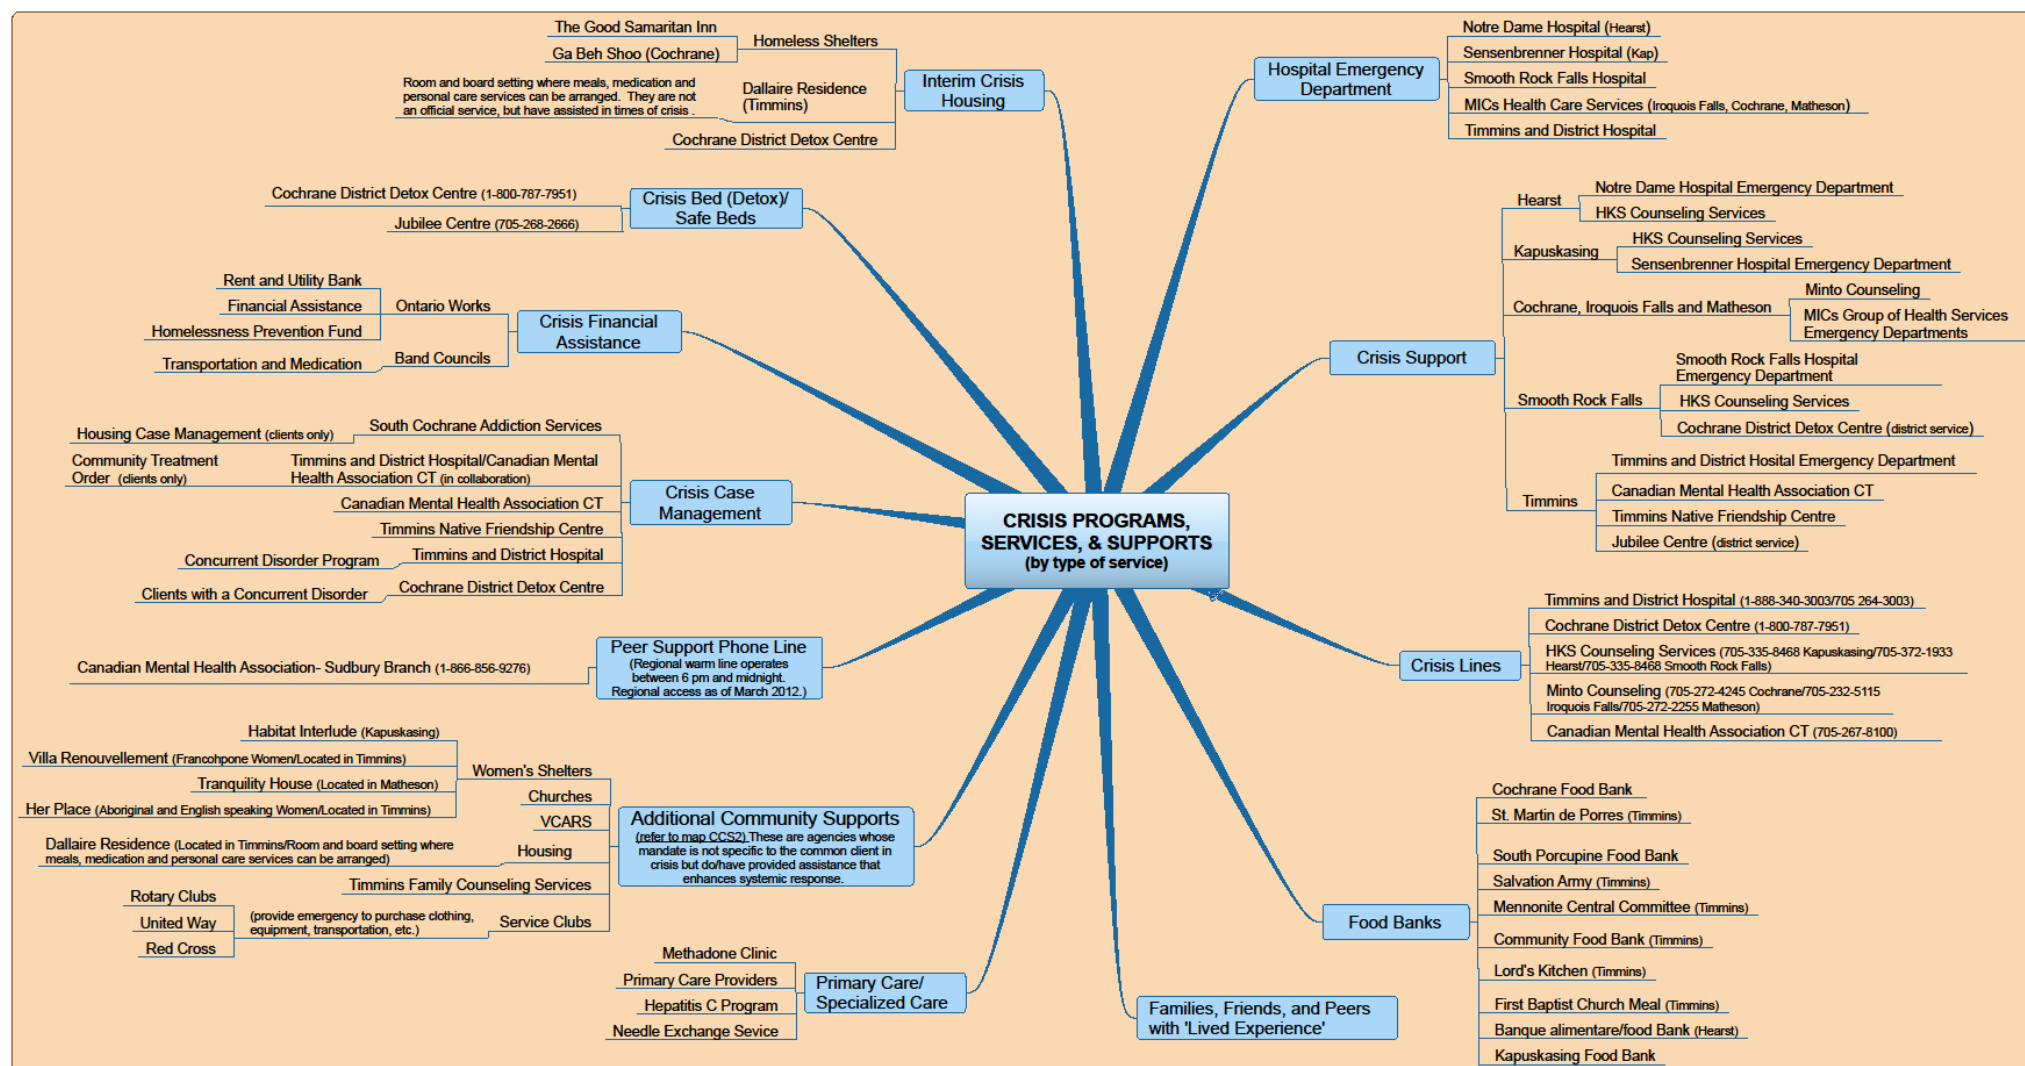 CRISIS PROGRAMS,
SERVICES, & SUPPORTS
(by type of service)
The Good Samaritan Inn
Ga Beh Shoo (Cochrane)
Homeless Shelters
Room and board setting where meals, medication and
personal care services can be arranged. They are not
an official service, but have assisted in times of crisis .
Dallaire Residence
(Timmins)
Cochrane District Detox Centre
Interim Crisis
Housing
Cochrane District Detox Centre (1-800-787-7951)
Jubilee Centre (705-268-2666)
Crisis Bed (Detox)/
Safe Beds
Rent and Utility Bank
Financial Assistance
Homelessness Prevention Fund
Ontario Works
Transportation and Medication
Band Councils
Crisis Financial
Assistance
Housing Case Management (clients only)
South Cochrane Addiction Services
Community Treatment
Order (clients only)
Timmins and District Hospital/Canadian Mental
Health Association CT (in collaboration)
Canadian Mental Health Association CT
Timmins Native Friendship Centre
Concurrent Disorder Program
Timmins and District Hospital
Clients with a Concurrent Disorder
Cochrane District Detox Centre
Crisis Case
Management
Canadian Mental Health Association- Sudbury Branch (1-866-856-9276)
Peer Support Phone Line
(Regional warm line operates
between 6 pm and midnight.
Regional access as of March 2012.)
Habitat Interlude (Kapuskasing)
Villa Renouvellement (Francohpone Women/Located in Timmins)
Tranquility House (Located in Matheson)
Her Place (Aboriginal and English speaking Women/Located in Timmins)
Women's Shelters
Churches
VCARS
Dallaire Residence (Located in Timmins/Room and board setting where
meals, medication and personal care services can be arranged)
Housing
Timmins Family Counseling Services
Rotary Clubs
United Way
Red Cross
(provide emergency to purchase clothing,
equipment, transportation, etc.)
Service Clubs
Additional Community Supports
(refer to map CCS2) These are agencies whose
mandate is not specific to the common client in
crisis but do/have provided assistance that
enhances systemic response.
Methadone Clinic
Primary Care Providers
Hepatitis C Program
Needle Exchange Sevice
Primary Care/
Specialized Care
Hospital Emergency
Department
Notre Dame Hospital (Hearst)
Sensenbrenner Hospital (Kap)
Smooth Rock Falls Hospital
MICs Health Care Services (Iroquois Falls, Cochrane, Matheson)
Timmins and District Hospital
Crisis Support
Hearst
Notre Dame Hospital Emergency Department
HKS Counseling Services
Kapuskasing
HKS Counseling Services
Sensenbrenner Hospital Emergency Department
Cochrane, Iroquois Falls and Matheson
Minto Counseling
MICs Group of Health Services
Emergency Departments
Smooth Rock Falls
Smooth Rock Falls Hospital
Emergency Department
HKS Counseling Services
Cochrane District Detox Centre (district service)
Timmins
Timmins and District Hosital Emergency Department
Canadian Mental Health Association CT
Timmins Native Friendship Centre
Jubilee Centre (district service)
Crisis Lines
Timmins and District Hospital (1-888-340-3003/705 264-3003)
Cochrane District Detox Centre (1-800-787-7951)
HKS Counseling Services (705-335-8468 Kapuskasing/705-372-1933
Hearst/705-335-8468 Smooth Rock Falls)
Minto Counseling (705-272-4245 Cochrane/705-232-5115
Iroquois Falls/705-272-2255 Matheson)
Canadian Mental Health Association CT (705-267-8100)
Food Banks
Cochrane Food Bank
St. Martin de Porres (Timmins)
South Porcupine Food Bank
Salvation Army (Timmins)
Mennonite Central Committee (Timmins)
Community Food Bank (Timmins)
Lord's Kitchen (Timmins)
First Baptist Church Meal (Timmins)
Banque alimentare/food Bank (Hearst)
Kapuskasing Food Bank
Families, Friends, and Peers
with 'Lived Experience'